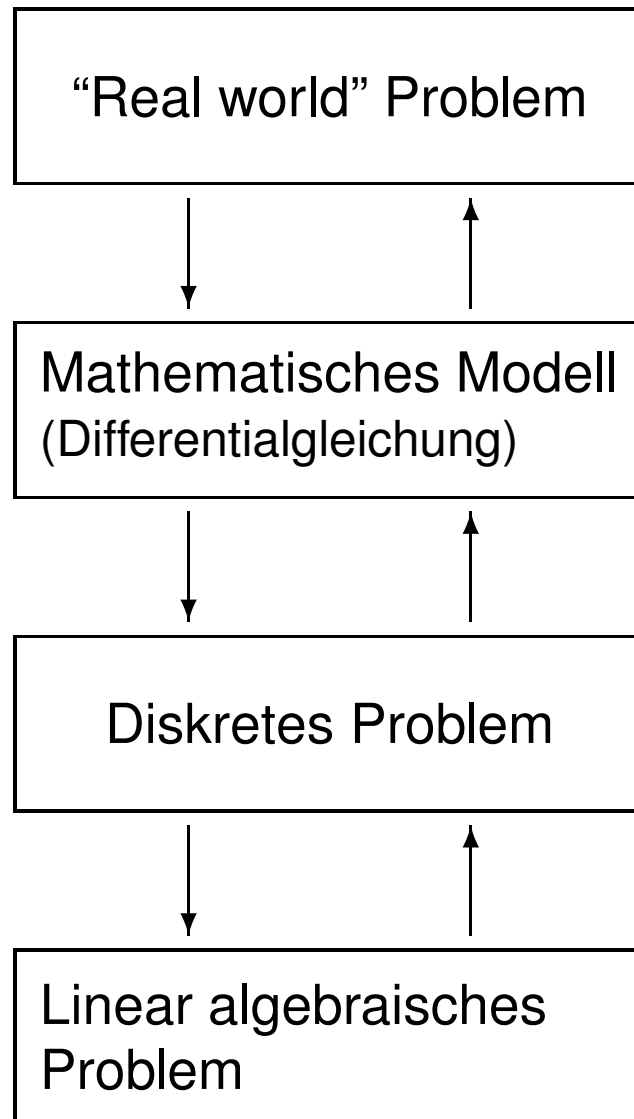 “Real world” Problem
Mathematisches Modell
(Differentialgleichung)
Diskretes Problem
Linear algebraisches
Problem